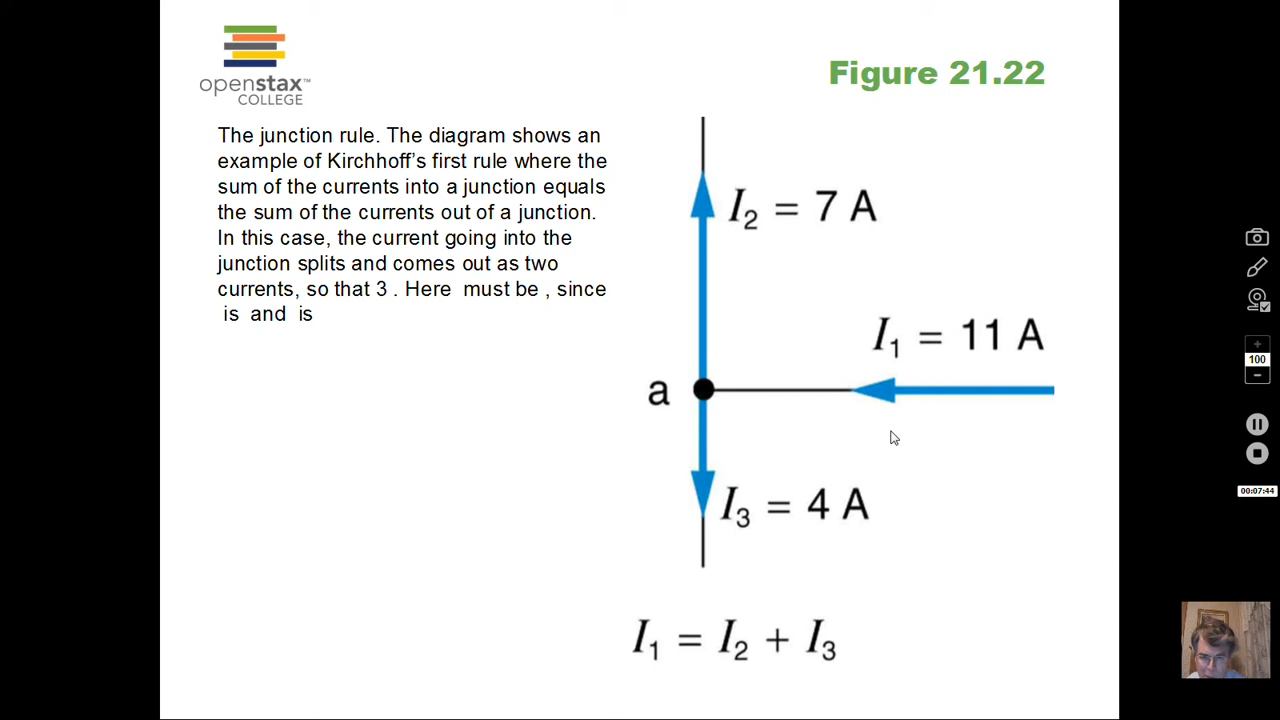 openstax™
COLLEGE
Figure 21.22
The junction rule. The diagram shows an
example of Kirchhoff’s first rule where the
sum of the currents into a junction equals
the sum of the currents out of a junction.
In this case, the current going into the
junction splits and comes out as two
currents, so that 3 . Here  must be , since
is  and  is
I₂ = 7 A
I₁ = 11 A
a
I₃ = 4 A
I₁ = I₂ + I₃
+
100
−
00:07:44